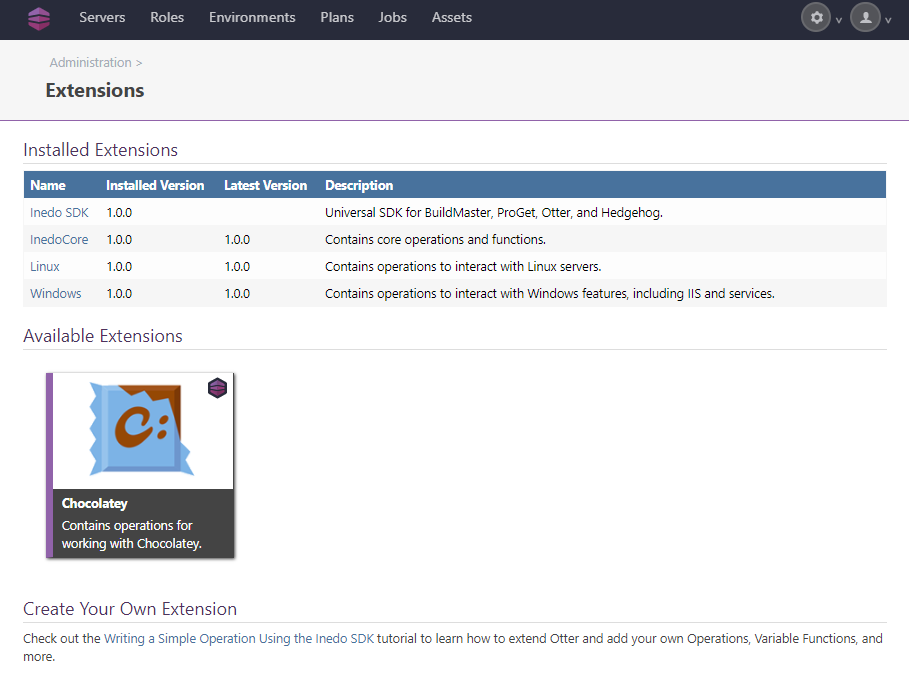 Servers Roles Environments Plans Jobs Assets
Administration >
Extensions
Installed Extensions
Name Installed Version Latest Version Description
Inedo SDK 1.0.0 Universal SDK for BuildMaster, ProGet, Otter, and Hedgehog.
InedoCore 1.0.0 1.0.0 Contains core operations and functions.
Linux 1.0.0 1.0.0 Contains operations to interact with Linux servers.
Windows 1.0.0 1.0.0 Contains operations to interact with Windows features, including IIS and services.
Available Extensions
C:
Chocolatey
Contains operations for
working with Chocolatey.
Create Your Own Extension
Check out the Writing a Simple Operation Using the Inedo SDK tutorial to learn how to extend Otter and add your own Operations, Variable Functions, and
more.